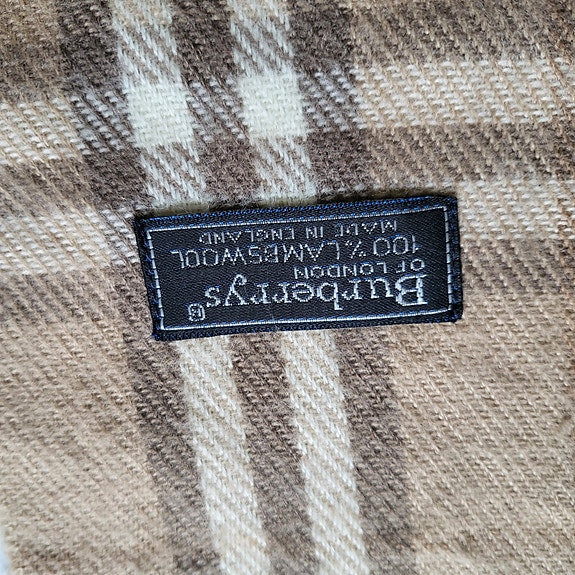 Burberrys®
OF LONDON
100% LAMBSWOOL
MADE IN ENGLAND